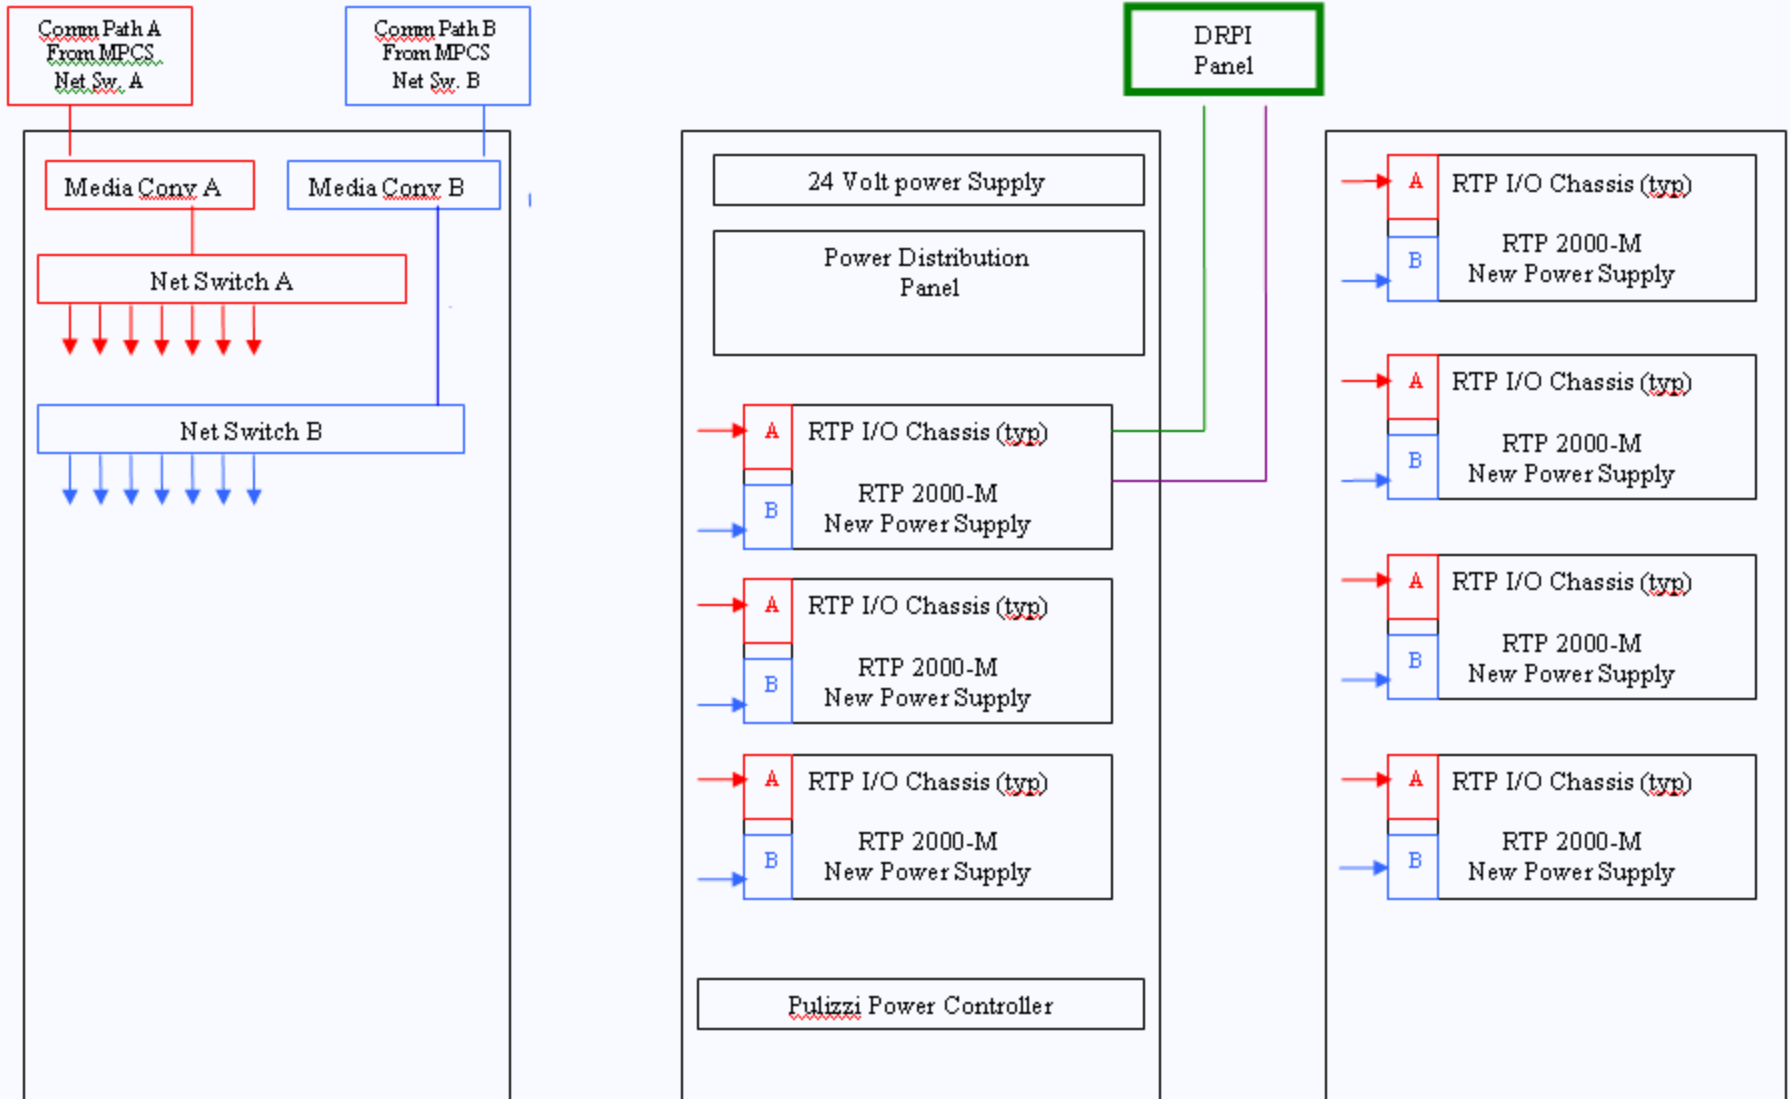 Comm Path A
From MPCS
Net Sw. A
Comm Path B
From MPCS
Net Sw. B
Media Conv A
Media Conv B
Net Switch A
Net Switch B
DRPI
Panel
24 Volt power Supply
Power Distribution
Panel
A
RTP I/O Chassis (typ)
B
RTP 2000-M
New Power Supply
A
RTP I/O Chassis (typ)
B
RTP 2000-M
New Power Supply
A
RTP I/O Chassis (typ)
B
RTP 2000-M
New Power Supply
Pulizzi Power Controller
A
RTP I/O Chassis (typ)
B
RTP 2000-M
New Power Supply
A
RTP I/O Chassis (typ)
B
RTP 2000-M
New Power Supply
A
RTP I/O Chassis (typ)
B
RTP 2000-M
New Power Supply
A
RTP I/O Chassis (typ)
B
RTP 2000-M
New Power Supply